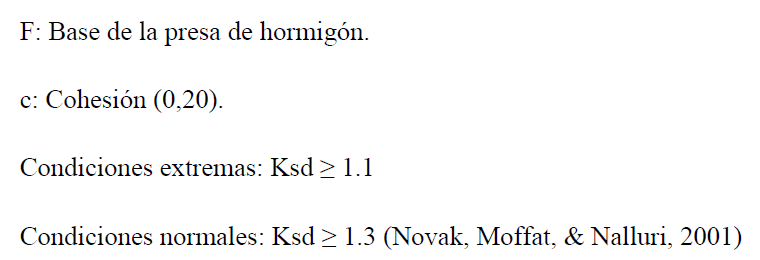 F: Base de la presa de hormigón.
c: Cohesión (0,20).
Condiciones extremas: Ksd ≥ 1.1
Condiciones normales: Ksd ≥ 1.3 (Novak, Moffat, & Nalluri, 2001)